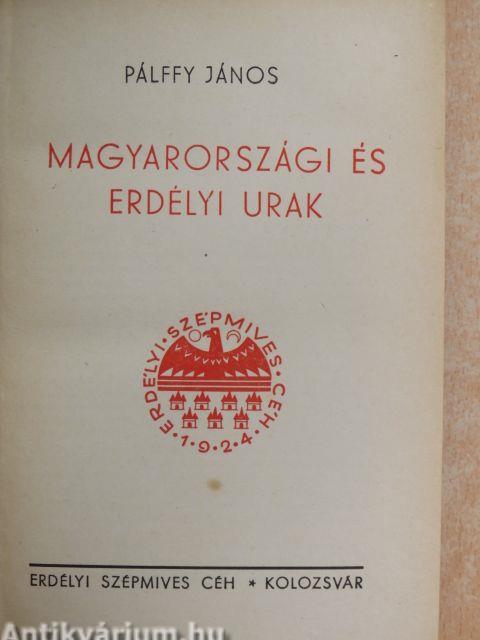 PÁLFFY JÁNOS
MAGYARORSZÁGI ÉS
ERDÉLYI URAK
ERDÉLYI·SZÉPMIVES·CÉH·1924·
ERDÉLYI SZÉPMIVES CÉH * KOLOZSVÁR
Antikvárium.hu